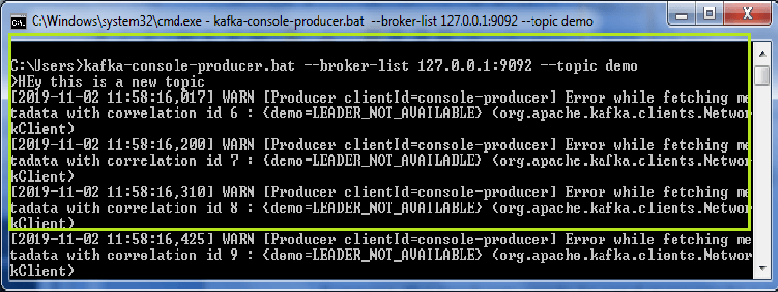 C:\Windows\system32\cmd.exe - kafka-console-producer.bat --broker-list 127.0.0.1:9092 --topic demo
C:\Users>kafka-console-producer.bat --broker-list 127.0.0.1:9092 --topic demo
>HEy this is a new topic
[2019-11-02 11:58:16,017] WARN [Producer clientId=console-producer] Error while fetching me
tadata with correlation id 6 : {demo=LEADER_NOT_AVAILABLE} (org.apache.kafka.clients.Networ
kClient)
[2019-11-02 11:58:16,200] WARN [Producer clientId=console-producer] Error while fetching me
tadata with correlation id 7 : {demo=LEADER_NOT_AVAILABLE} (org.apache.kafka.clients.Networ
kClient)
[2019-11-02 11:58:16,310] WARN [Producer clientId=console-producer] Error while fetching me
tadata with correlation id 8 : {demo=LEADER_NOT_AVAILABLE} (org.apache.kafka.clients.Networ
kClient)
[2019-11-02 11:58:16,425] WARN [Producer clientId=console-producer] Error while fetching me
tadata with correlation id 9 : {demo=LEADER_NOT_AVAILABLE} (org.apache.kafka.clients.Networ
kClient)